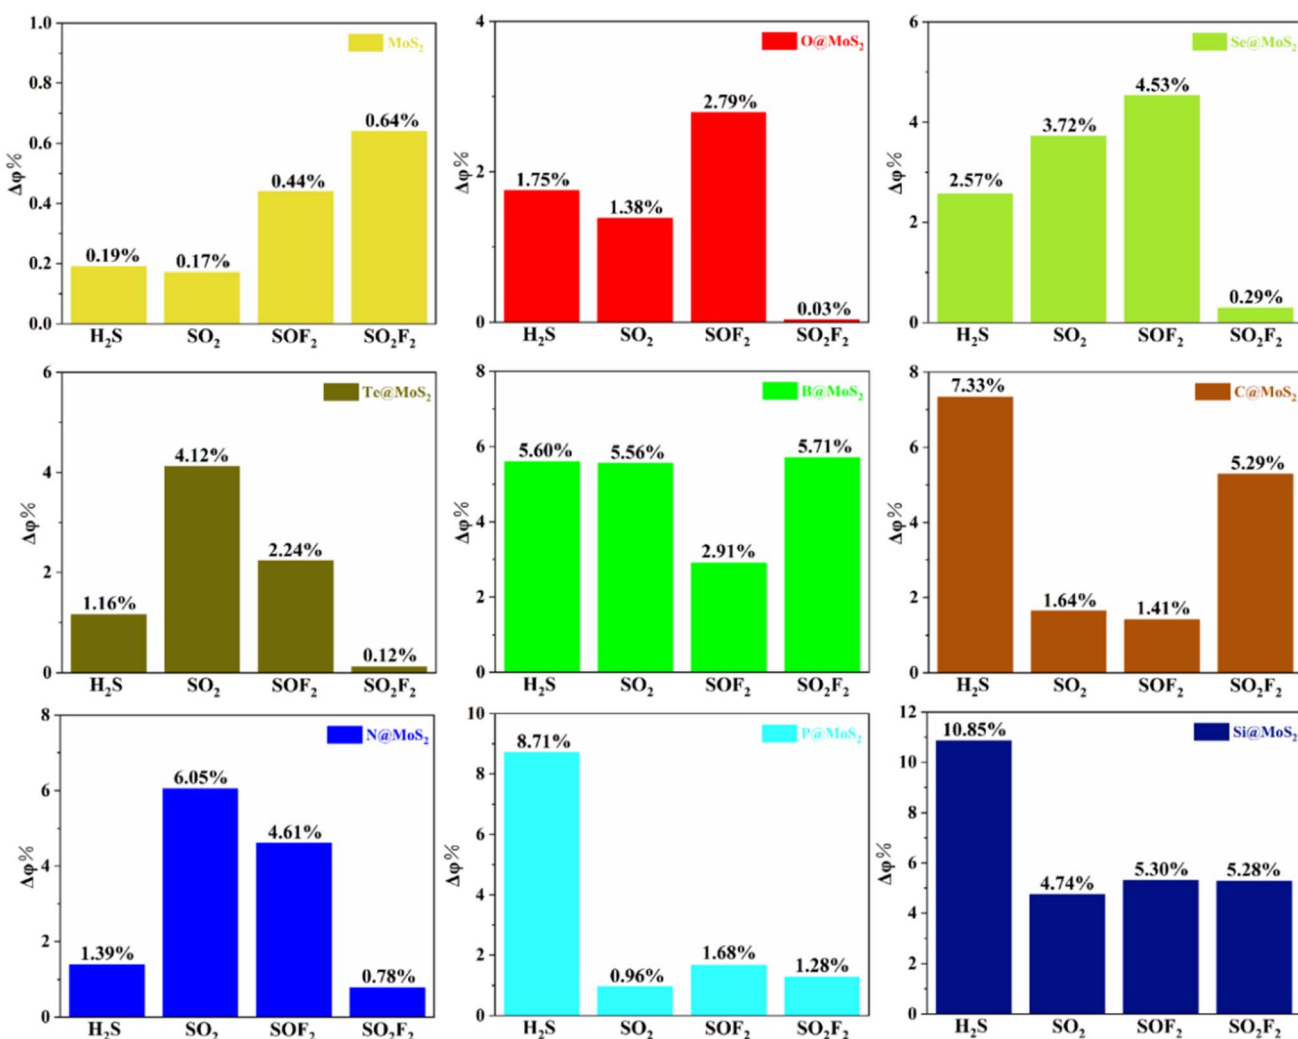 1.0
0.8
0.6
0.4
0.2
0.0
Δφ%
MoS₂
0.19%
0.17%
0.44%
0.64%
H₂S
SO₂
SOF₂
SO₂F₂
4
2
0
Δφ%
O@MoS₂
1.75%
1.38%
2.79%
0.03%
H₂S
SO₂
SOF₂
SO₂F₂
6
4
2
0
Δφ%
Se@MoS₂
2.57%
3.72%
4.53%
0.29%
H₂S
SO₂
SOF₂
SO₂F₂
6
4
2
0
Δφ%
Te@MoS₂
1.16%
4.12%
2.24%
0.12%
H₂S
SO₂
SOF₂
SO₂F₂
8
6
4
2
0
Δφ%
B@MoS₂
5.60%
5.56%
2.91%
5.71%
H₂S
SO₂
SOF₂
SO₂F₂
8
6
4
2
0
Δφ%
C@MoS₂
7.33%
1.64%
1.41%
5.29%
H₂S
SO₂
SOF₂
SO₂F₂
8
6
4
2
0
Δφ%
N@MoS₂
1.39%
6.05%
4.61%
0.78%
H₂S
SO₂
SOF₂
SO₂F₂
10
8
6
4
2
0
Δφ%
P@MoS₂
8.71%
0.96%
1.68%
1.28%
H₂S
SO₂
SOF₂
SO₂F₂
12
10
8
6
4
2
0
Δφ%
Si@MoS₂
10.85%
4.74%
5.30%
5.28%
H₂S
SO₂
SOF₂
SO₂F₂